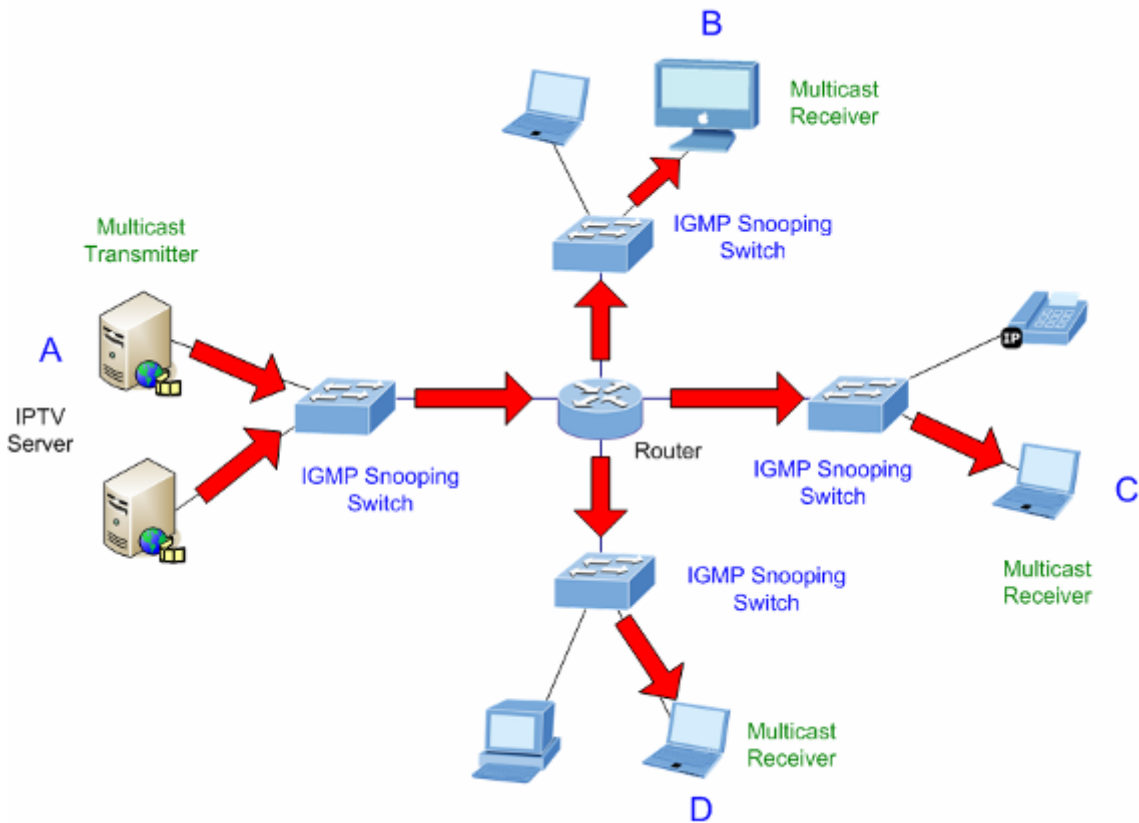 B
Multicast
Receiver
IGMP Snooping
Switch
Multicast
Transmitter
A
IPTV
Server
IGMP Snooping
Switch
Router
IP
IGMP Snooping
Switch
C
Multicast
Receiver
IGMP Snooping
Switch
Multicast
Receiver
D